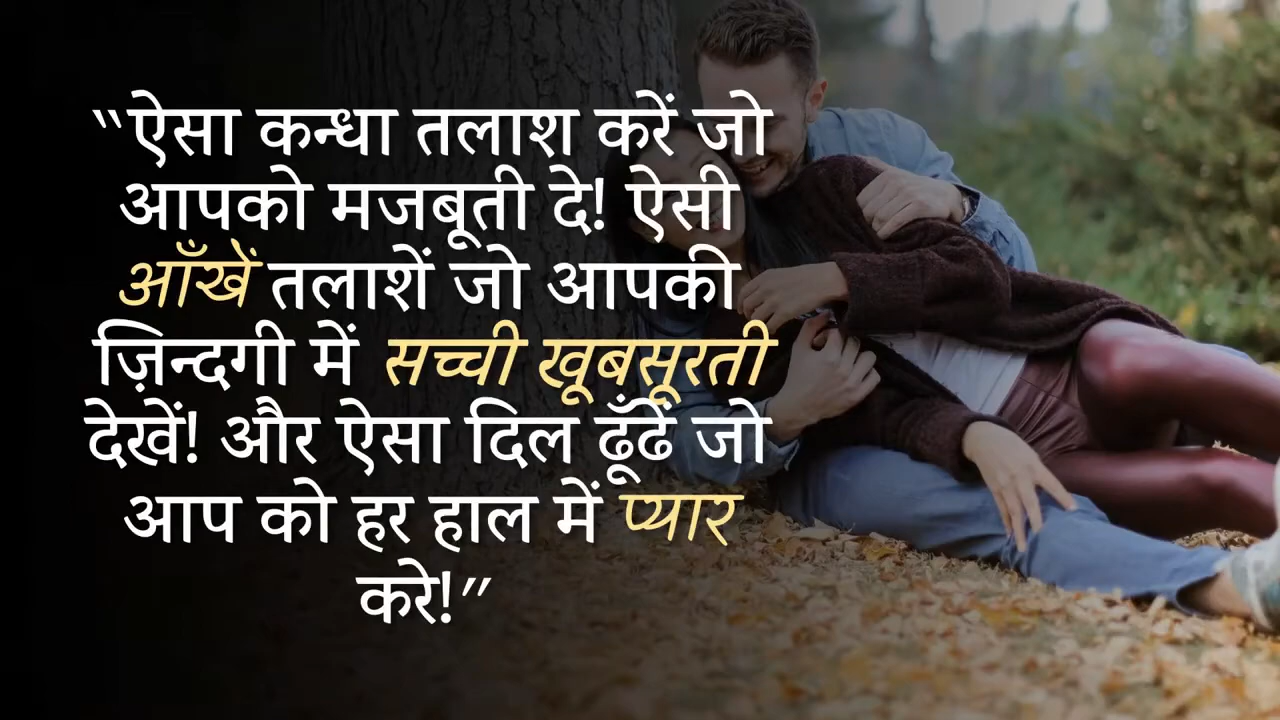 “ऐसा कन्धा तलाश करें जो
आपको मजबूती दे! ऐसी
आँखें तलाशें जो आपकी
ज़िन्दगी में सच्ची खूबसूरती
देखें! और ऐसा दिल ढूँढें जो
आप को हर हाल में प्यार
करे!”